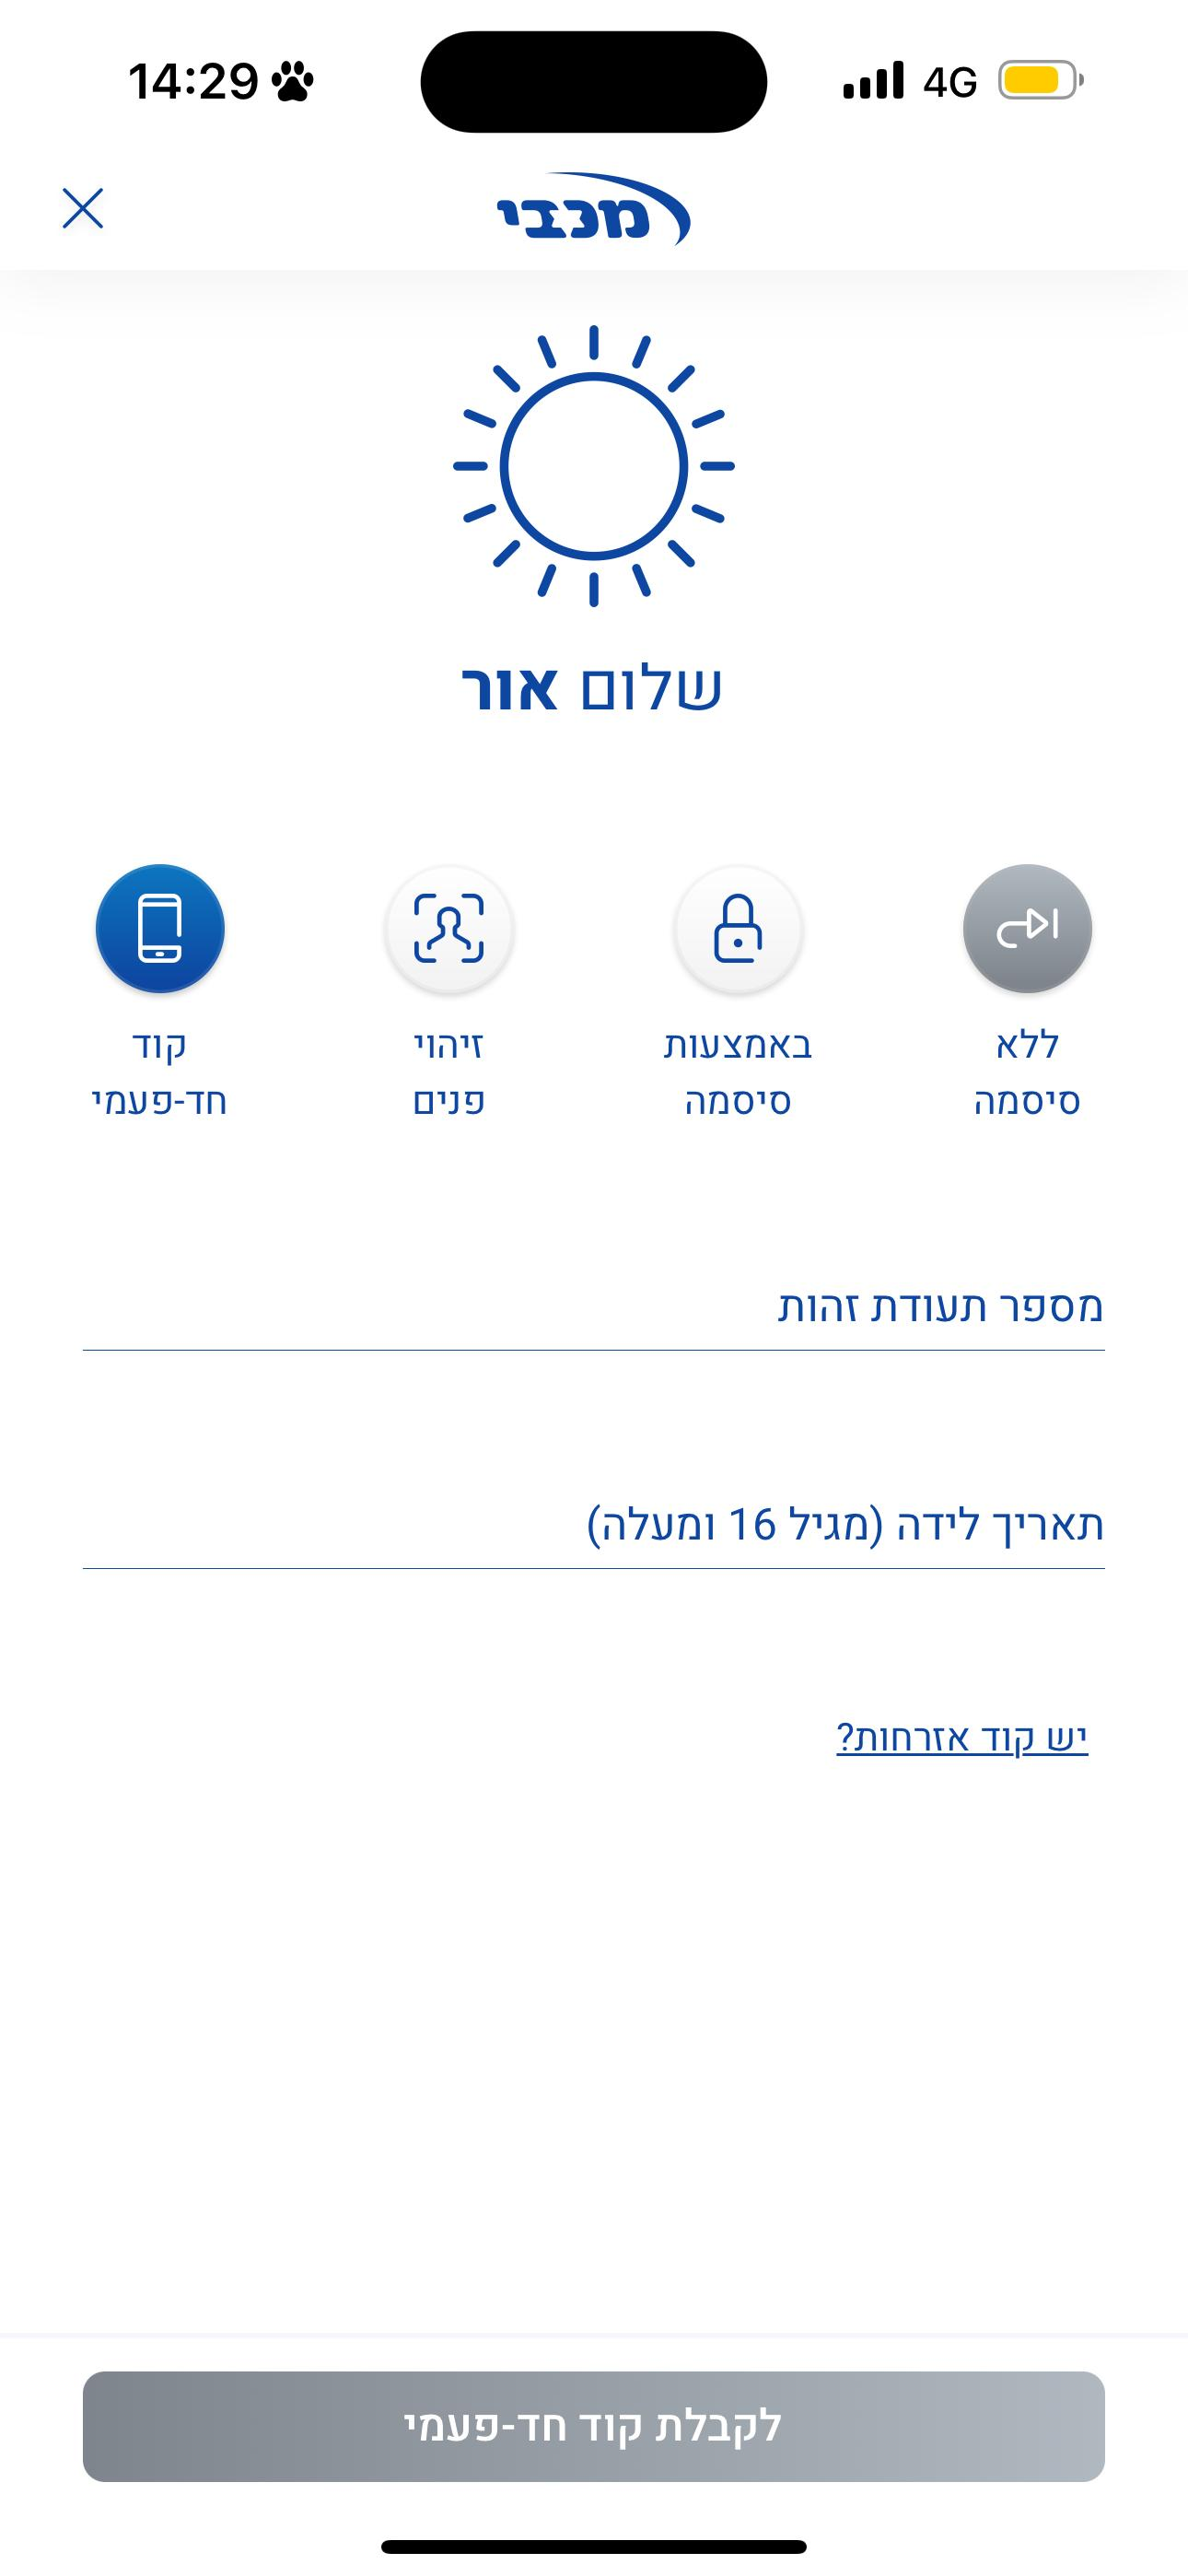 14:29 4G
מכבי
שלום אור
ללא סיסמה
באמצעות סיסמה
זיהוי פנים
קוד חד-פעמי
מספר תעודת זהות
תאריך לידה (מגיל 16 ומעלה)
יש קוד אזרחות?
לקבלת קוד חד-פעמי